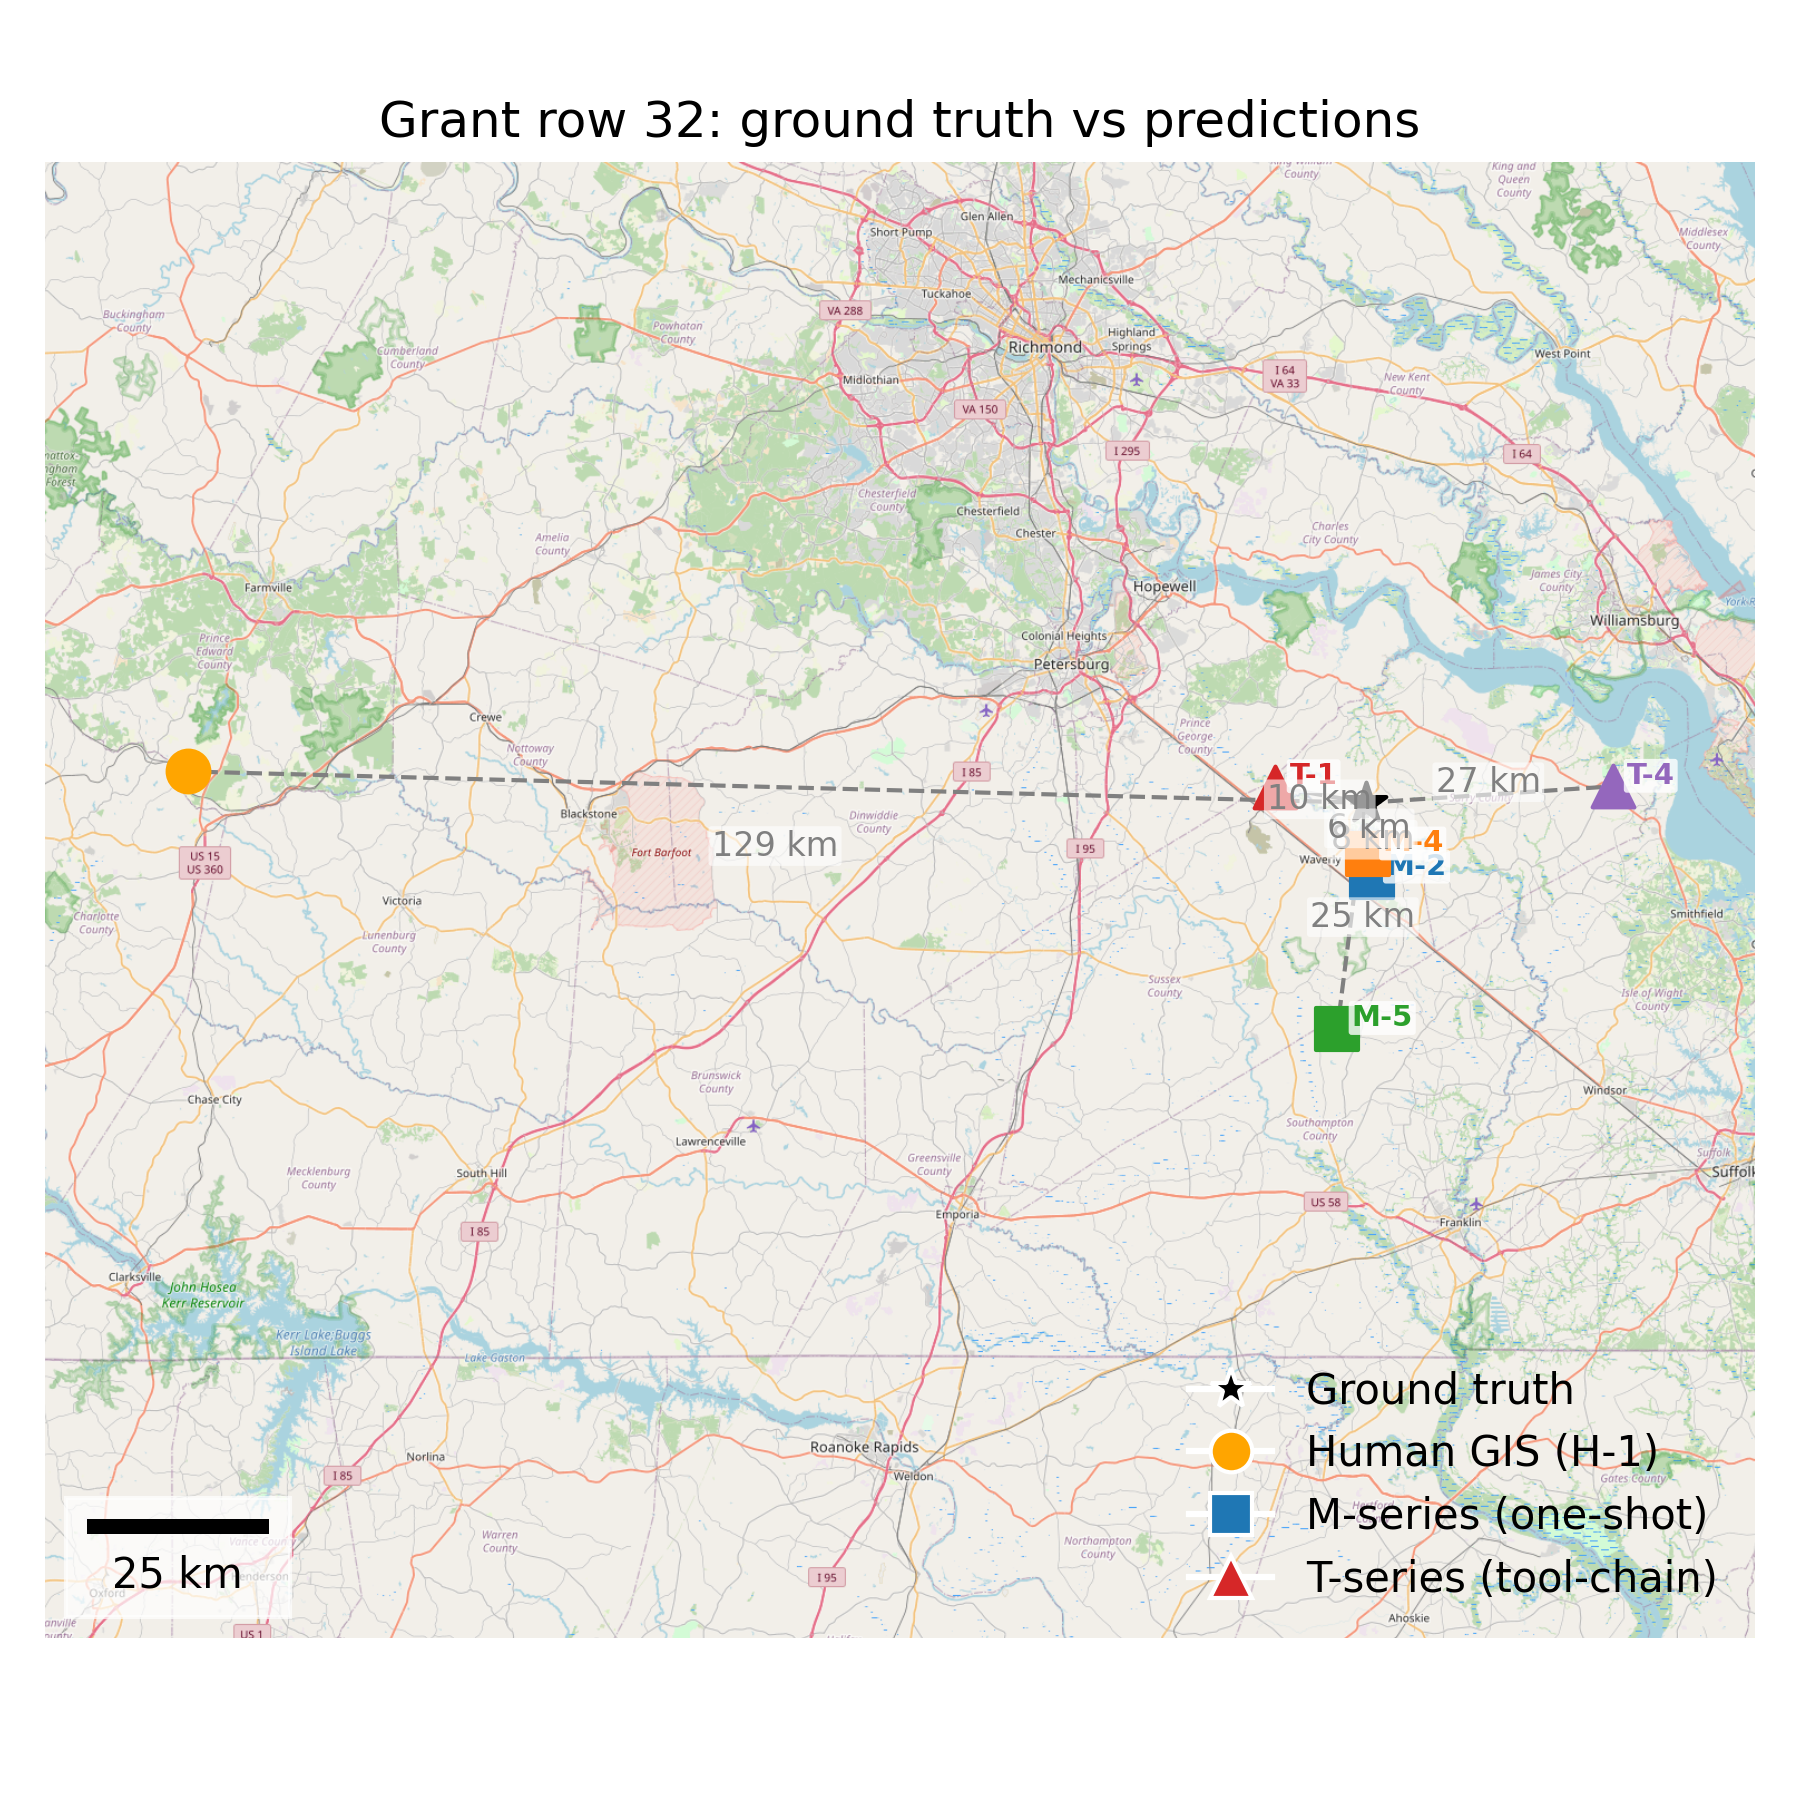 Grant row 32: ground truth vs predictions
King and
Queen
County
County
Glen Allen
Short Pump
Middlesex
County
Mechanicsville
Tuckahoe
Buckingham
County
VA 288
Powhatan
County
Highland
Springs
Richmond
Cumberland
County
West Point
I 64
VA 33
New Kent
County
Midlothian
VA 150
I 295
I 64
Forest
Chesterfield
County
Chesterfield
Chester
Charles
City County
Amelia
County
James City
County
Farmville
Hopewell
Williamsburg
Colonial Heights
Petersburg
Prince
Edward
County
Crewe
Nottoway
County
Prince
George
County
I 85
T-1
10 km
27 km
T-4
Blackstone
Dinwiddie
County
6 km
129 km
Fort Barfoot
I 95
Waverly
-4
M-2
US 15
US 360
Victoria
Charlotte
County
Lunenburg
County
25 km
Smithfield
Sussex
County
Isle of Wight
County
M-5
Brunswick
County
Chase City
Windsor
Lawrenceville
Southampton
County
Greensville
County
Mecklenburg
County
South Hill
Suffolk
Suffolk
US 58
Emporia
Franklin
I 85
Clarksville
John Hosea
Kerr Reservoir
Kerr Lake;Buggs
Island Lake
Lake Gaston
Ground truth
Roanoke Rapids
Norlina
Weldon
Human GIS (H-1)
I 85
Gates County
Hertford
M-series (one-shot)
Warren
County
Northampton
County
Vance County
25 km
Henderson
Oxford
I 95
T-series (tool-chain)
Ahoskie
US 1